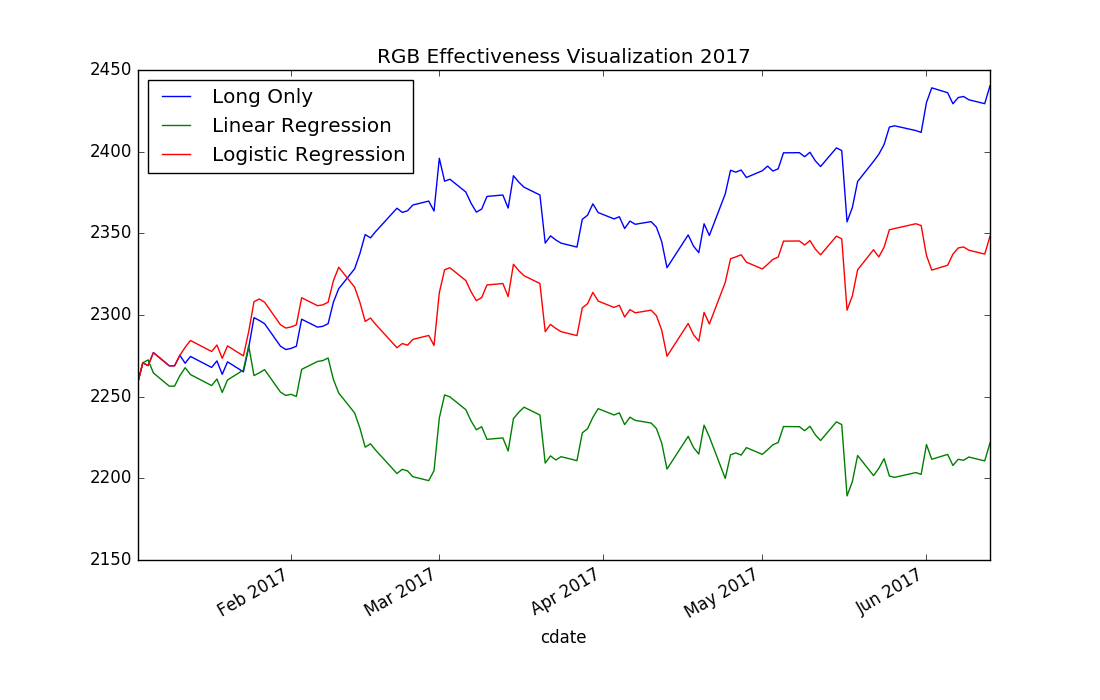 RGB Effectiveness Visualization 2017
Long Only
Linear Regression
Logistic Regression
2450
2400
2350
2300
2250
2200
2150
Feb 2017
Mar 2017
Apr 2017
May 2017
Jun 2017
cdate